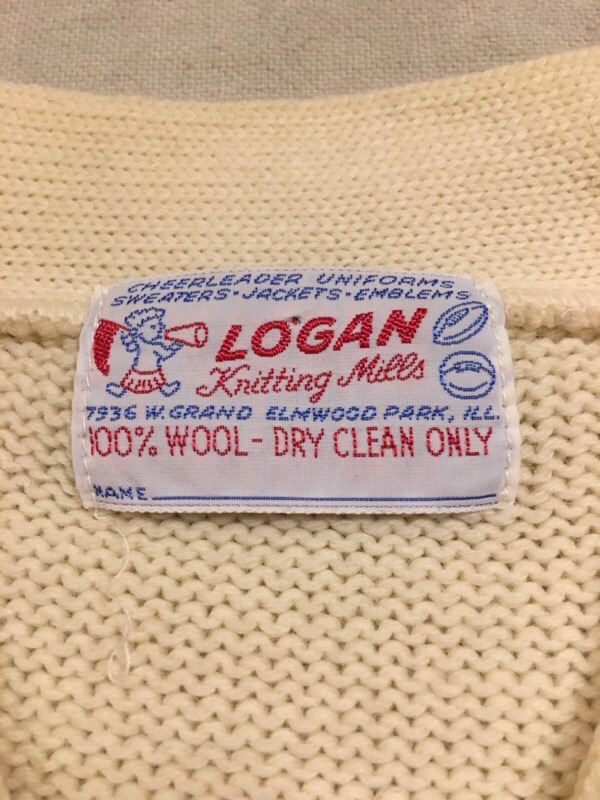 CHEERLEADER UNIFORMS
SWEATERS·JACKETS·EMBLEMS
LOGAN
Knitting Mills
7936 W. GRAND ELMWOOD PARK, ILL.
100% WOOL - DRY CLEAN ONLY
NAME